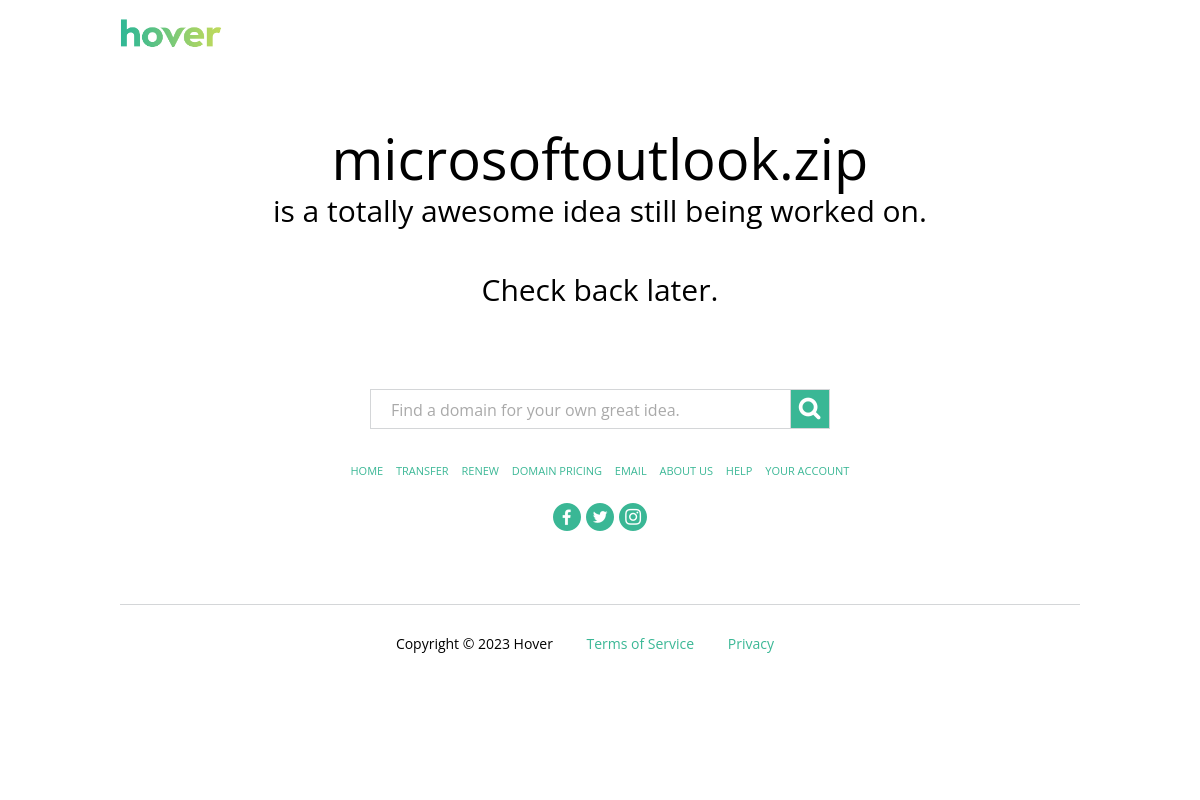 hover
microsoftoutlook.zip
is a totally awesome idea still being worked on.
Check back later.
Find a domain for your own great idea.
HOME TRANSFER RENEW DOMAIN PRICING EMAIL ABOUT US HELP YOUR ACCOUNT
Copyright © 2023 Hover Terms of Service Privacy